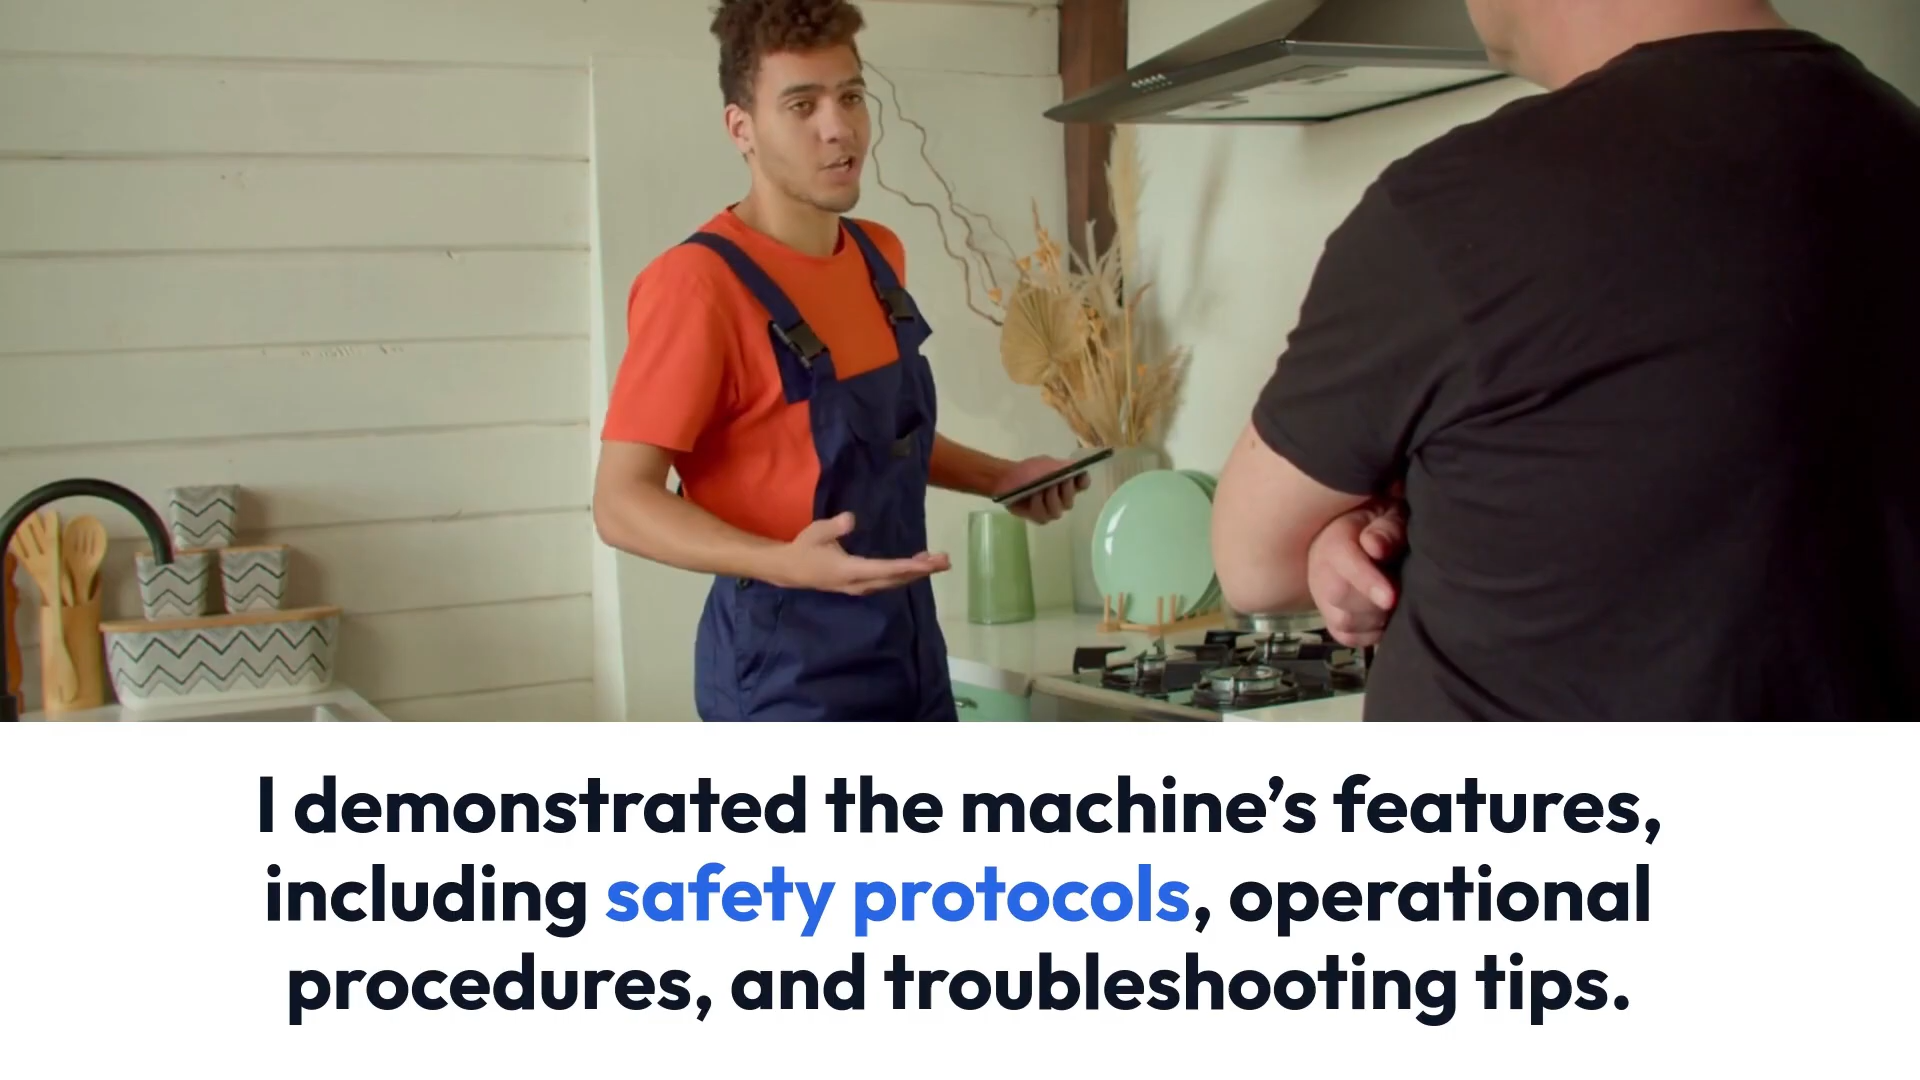 I demonstrated the machine’s features,
including safety protocols, operational
procedures, and troubleshooting tips.